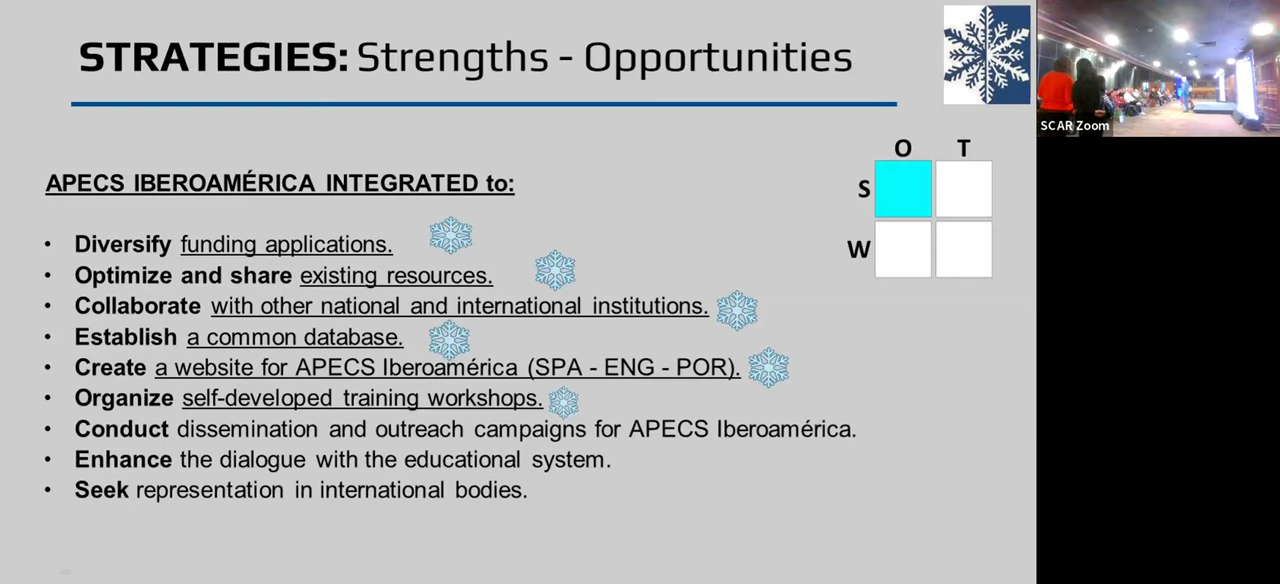 STRATEGIES: Strengths - Opportunities
SCAR Zoom
O T
S
W
APECS IBEROAMÉRICA INTEGRATED to:
• Diversify funding applications.
• Optimize and share existing resources.
• Collaborate with other national and international institutions.
• Establish a common database.
• Create a website for APECS Iberoamérica (SPA - ENG - POR).
• Organize self-developed training workshops.
• Conduct dissemination and outreach campaigns for APECS Iberoamérica.
• Enhance the dialogue with the educational system.
• Seek representation in international bodies.